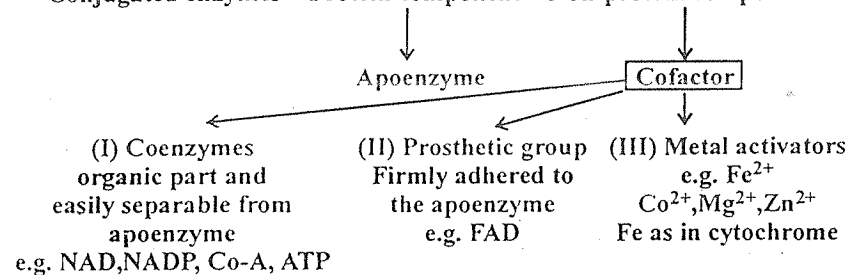 Apoenzyme
Cofactor
(I) Coenzymes
organic part and
easily separable from
apoenzyme
e.g. NAD,NADP, Co-A, ATP
(II) Prosthetic group
Firmly adhered to
the apoenzyme
e.g. FAD
(III) Metal activators
e.g. Fe²⁺
Co²⁺,Mg²⁺,Zn²⁺
Fe as in cytochrome